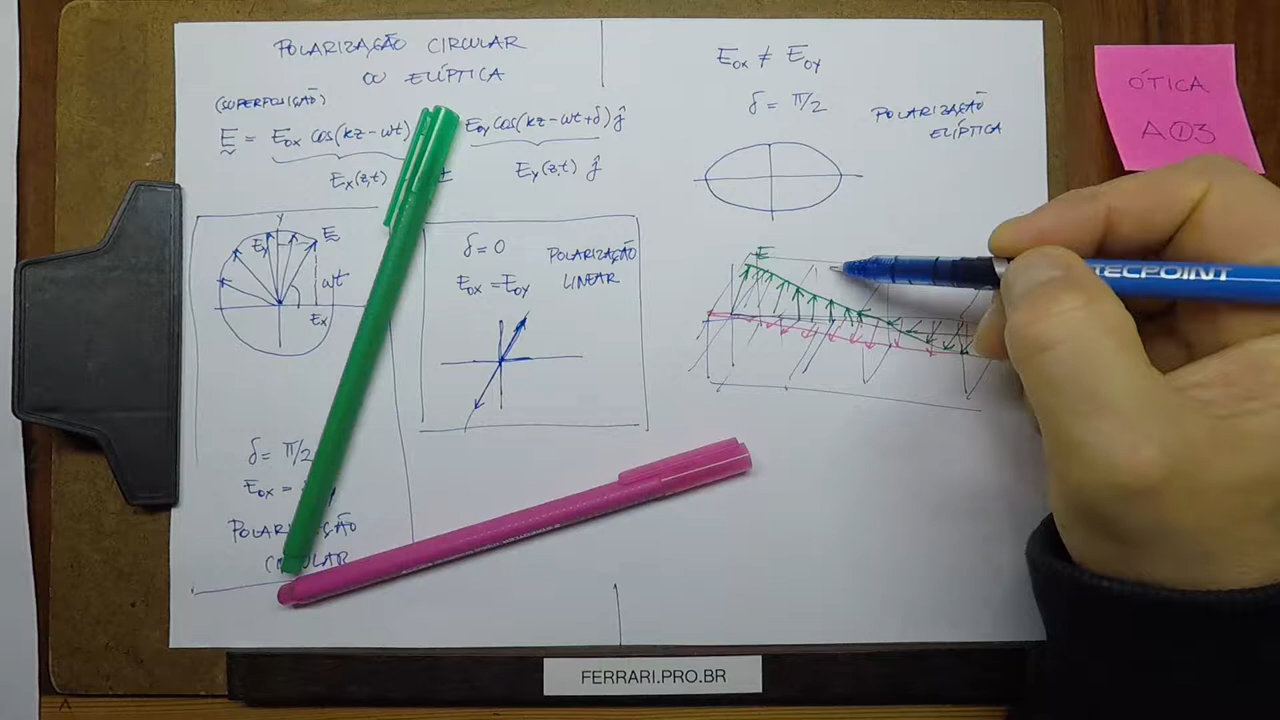 POLARIZAÇÃO CIRCULAR
OU ELÍPTICA
(SUPERPOSIÇÃO)
E = E0x cos(kz-ωt) E0y cos(kz-ωt+δ) ĵ
Ex(z,t) ± Ey(z,t) ĵ
y
Ey E
ωt
Ex
δ = π/2
E0x =
POLARIZAÇÃO
CIRCULAR
δ = 0 POLARIZAÇÃO
E0x = E0y LINEAR
E0x ≠ E0y
δ = π/2
POLARIZAÇÃO
ELÍPTICA
E
ÓTICA
A03
TECPOINT
FERRARI.PRO.BR